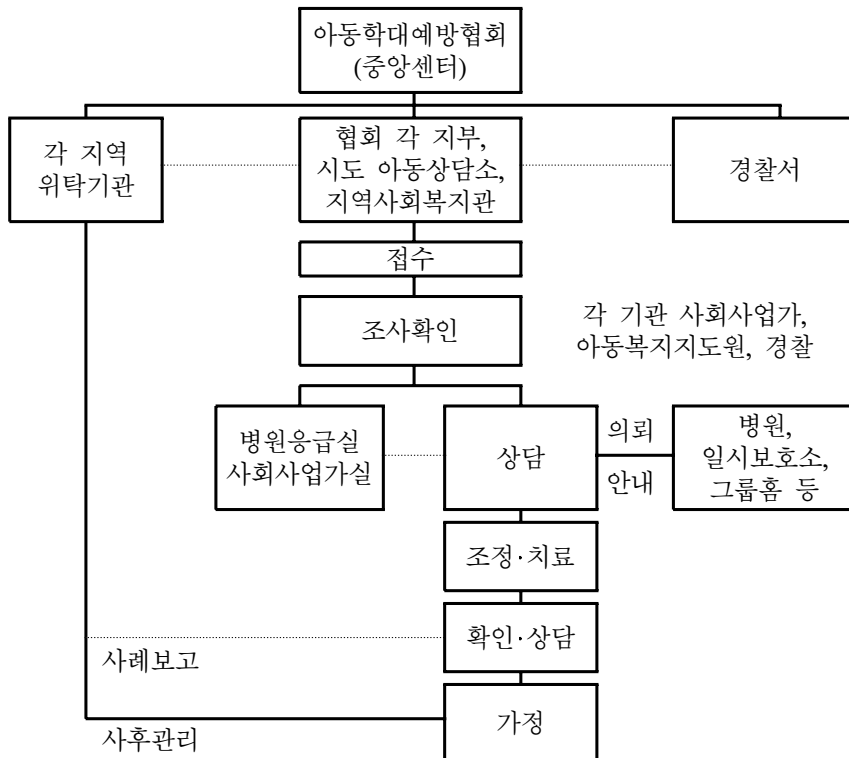 아동학대예방협회
(중앙센터)
각 지역
위탁기관
협회 각 지부,
시도 아동상담소,
지역사회복지관
경찰서
접수
조사확인
각 기관 사회사업가,
아동복지지도원, 경찰
병원응급실
사회사업가실
상담
의뢰
안내
병원,
일시보호소,
그룹홈 등
조정·치료
확인·상담
사례보고
가정
사후관리